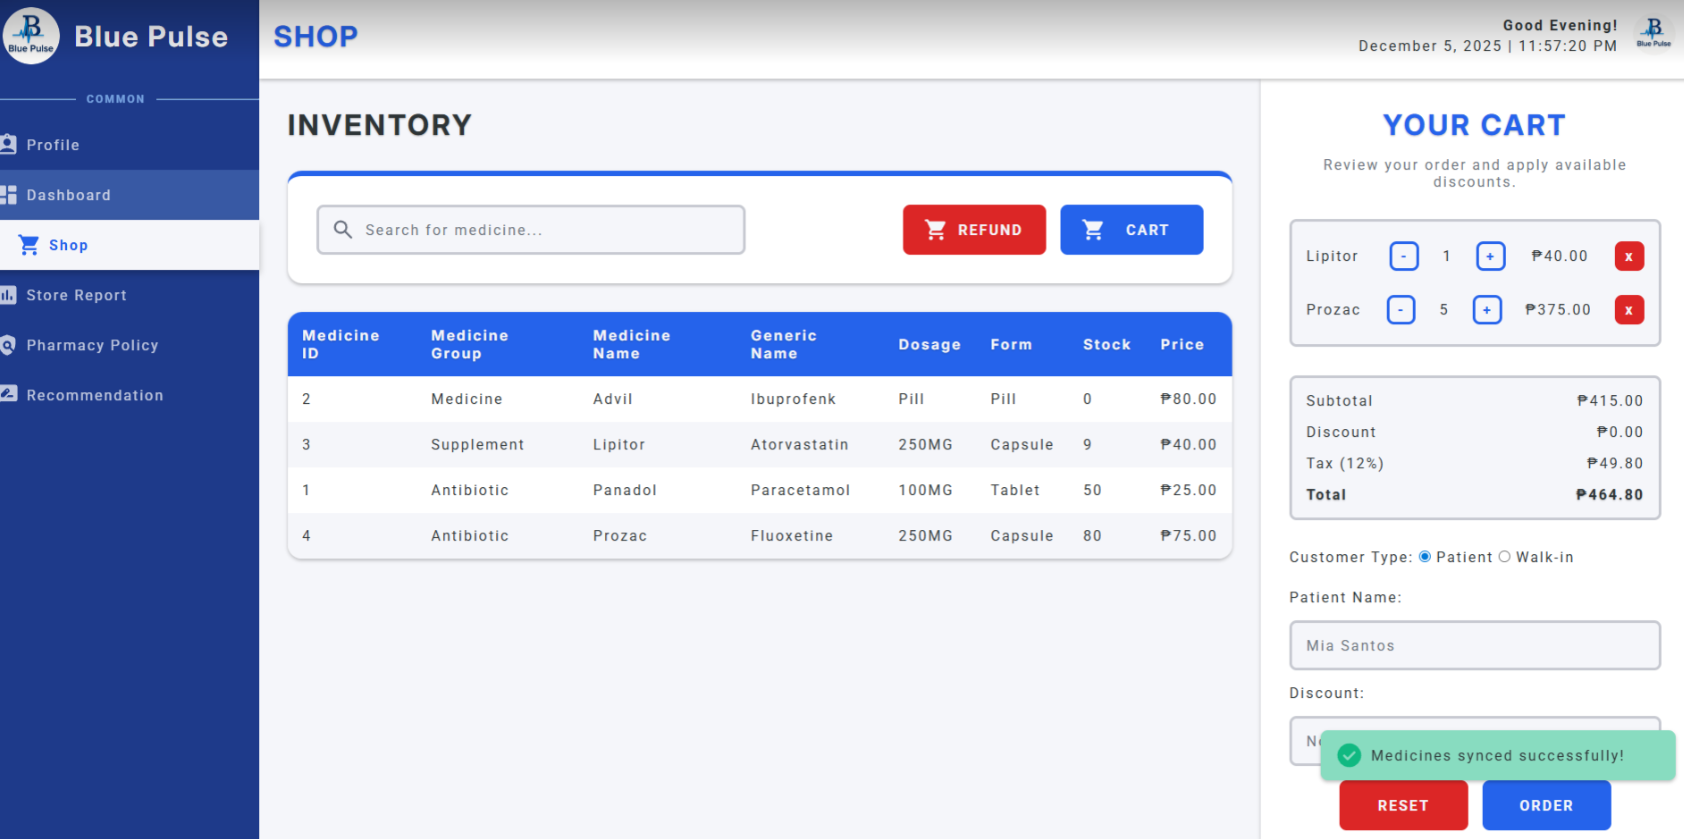 B
Blue Pulse
Blue Pulse
COMMON
Profile
Dashboard
Shop
Store Report
Pharmacy Policy
Recommendation
SHOP
Good Evening!
December 5, 2025 | 11:57:20 PM
B
Blue Pulse
INVENTORY
Search for medicine...
REFUND
CART
Medicine ID Medicine Group Medicine Name Generic Name Dosage Form Stock Price
2 Medicine Advil Ibuprofenk Pill Pill 0 ₱80.00
3 Supplement Lipitor Atorvastatin 250MG Capsule 9 ₱40.00
1 Antibiotic Panadol Paracetamol 100MG Tablet 50 ₱25.00
4 Antibiotic Prozac Fluoxetine 250MG Capsule 80 ₱75.00
YOUR CART
Review your order and apply available
discounts.
Lipitor - 1 + ₱40.00 x
Prozac - 5 + ₱375.00 x
Subtotal ₱415.00
Discount ₱0.00
Tax (12%) ₱49.80
Total ₱464.80
Customer Type: Patient Walk-in
Patient Name:
Mia Santos
Discount:
Medicines synced successfully!
RESET
ORDER